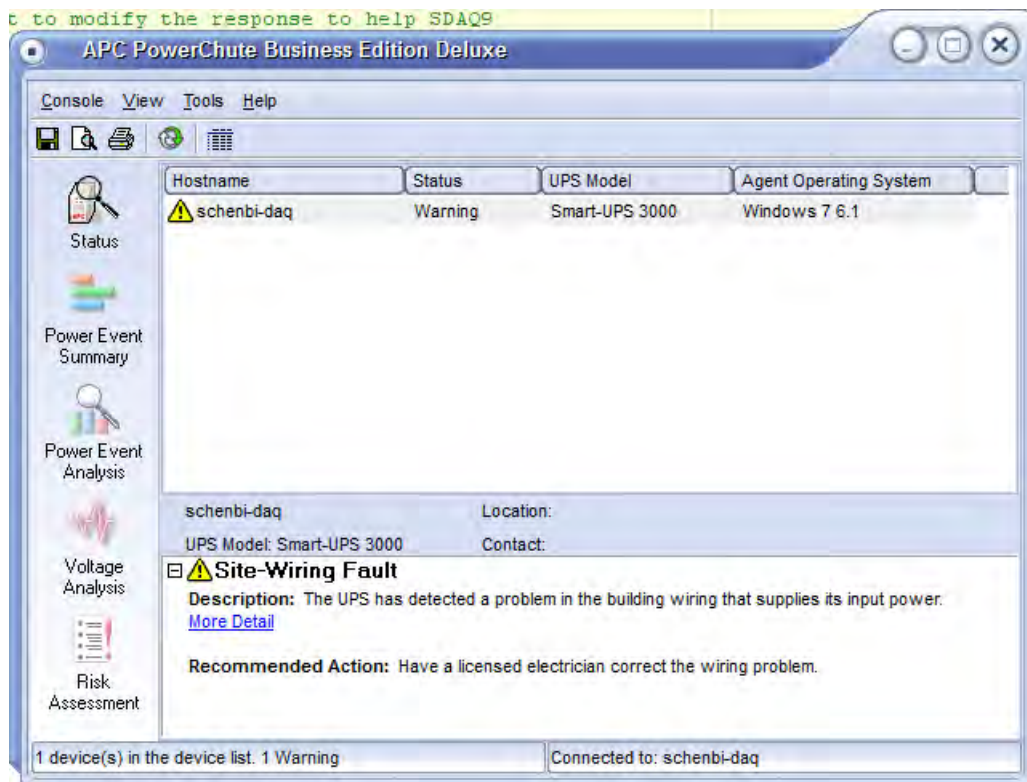 t to modify the response to help SDAQ9
APC PowerChute Business Edition Deluxe
Console View Tools Help
Hostname Status UPS Model Agent Operating System
schenbi-daq Warning Smart-UPS 3000 Windows 7 6.1
Status
Power Event
Summary
Power Event
Analysis
Voltage
Analysis
Risk
Assessment
schenbi-daq Location:
UPS Model: Smart-UPS 3000 Contact:
Site-Wiring Fault
Description: The UPS has detected a problem in the building wiring that supplies its input power.
More Detail
Recommended Action: Have a licensed electrician correct the wiring problem.
1 device(s) in the device list. 1 Warning Connected to: schenbi-daq